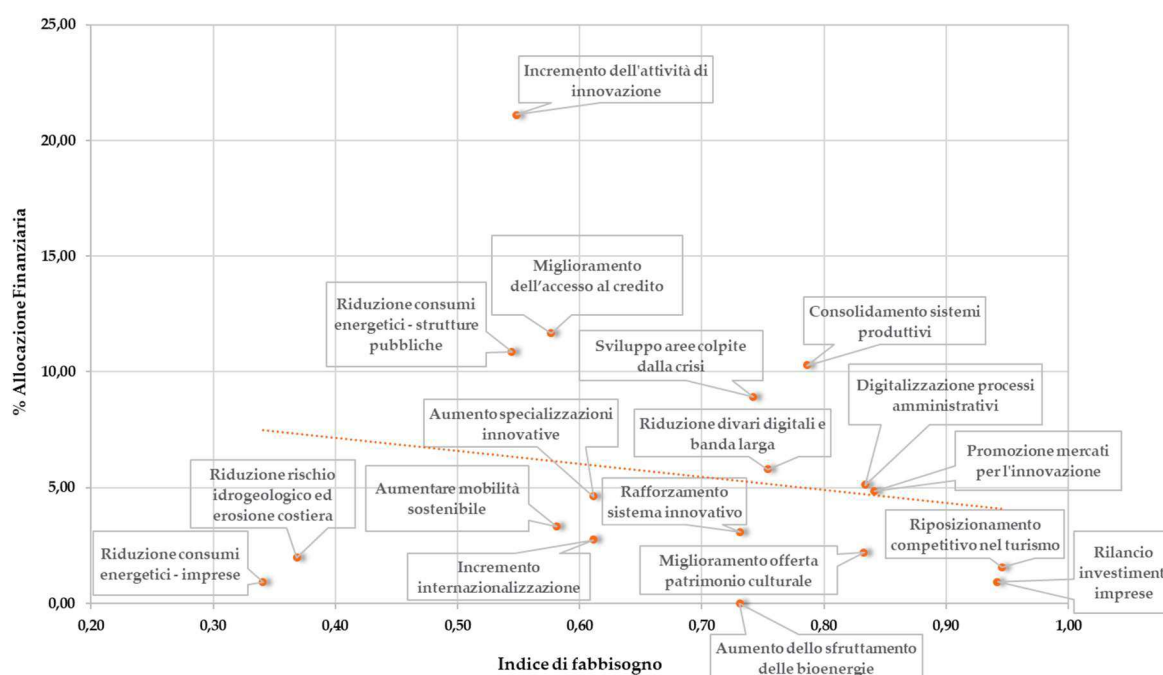 25,00
20,00
15,00
10,00
5,00
0,00
% Allocazione Finanziaria
Incremento dell'attività di
innovazione
Miglioramento
dell’accesso al credito
Riduzione consumi
energetici - strutture
pubbliche
Consolidamento sistemi
produttivi
Sviluppo aree colpite
dalla crisi
Digitalizzazione processi
amministrativi
Aumento specializzazioni
innovative
Riduzione divari digitali e
banda larga
Promozione mercati
per l'innovazione
Riduzione rischio
idrogeologico ed
erosione costiera
Aumentare mobilità
sostenibile
Rafforzamento
sistema innovativo
Riposizionamento
competitivo nel turismo
Riduzione consumi
energetici - imprese
Incremento
internazionalizzazione
Miglioramento offerta
patrimonio culturale
Rilancio
investiment
imprese
Aumento dello sfruttamento
delle bioenergie
0,20
0,30
0,40
0,50
0,60
0,70
0,80
0,90
1,00
Indice di fabbisogno